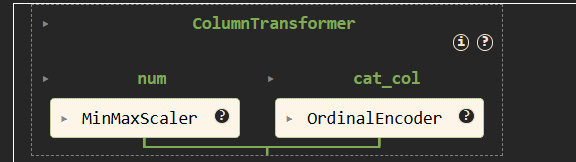 ColumnTransformer
i ?
num cat_col
MinMaxScaler ? OrdinalEncoder ?